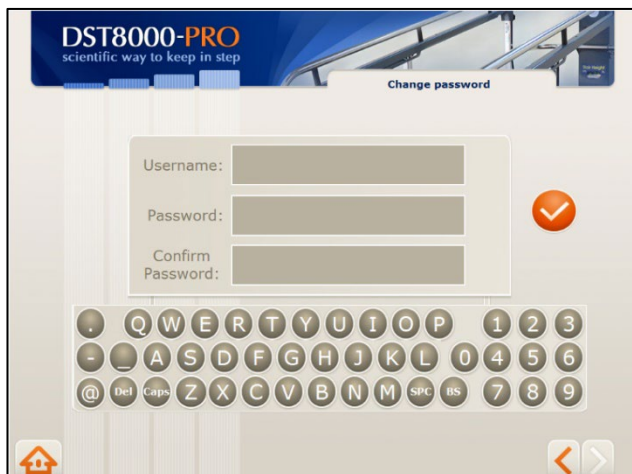 DST8000-PRO
scientific way to keep in step
Change password
Username:
Password:
Confirm
Password:
. Q W E R T Y U I O P 1 2 3
- _ A S D F G H J K L 0 4 5 6
@ Del Caps Z X C V B N M SPC BS 7 8 9